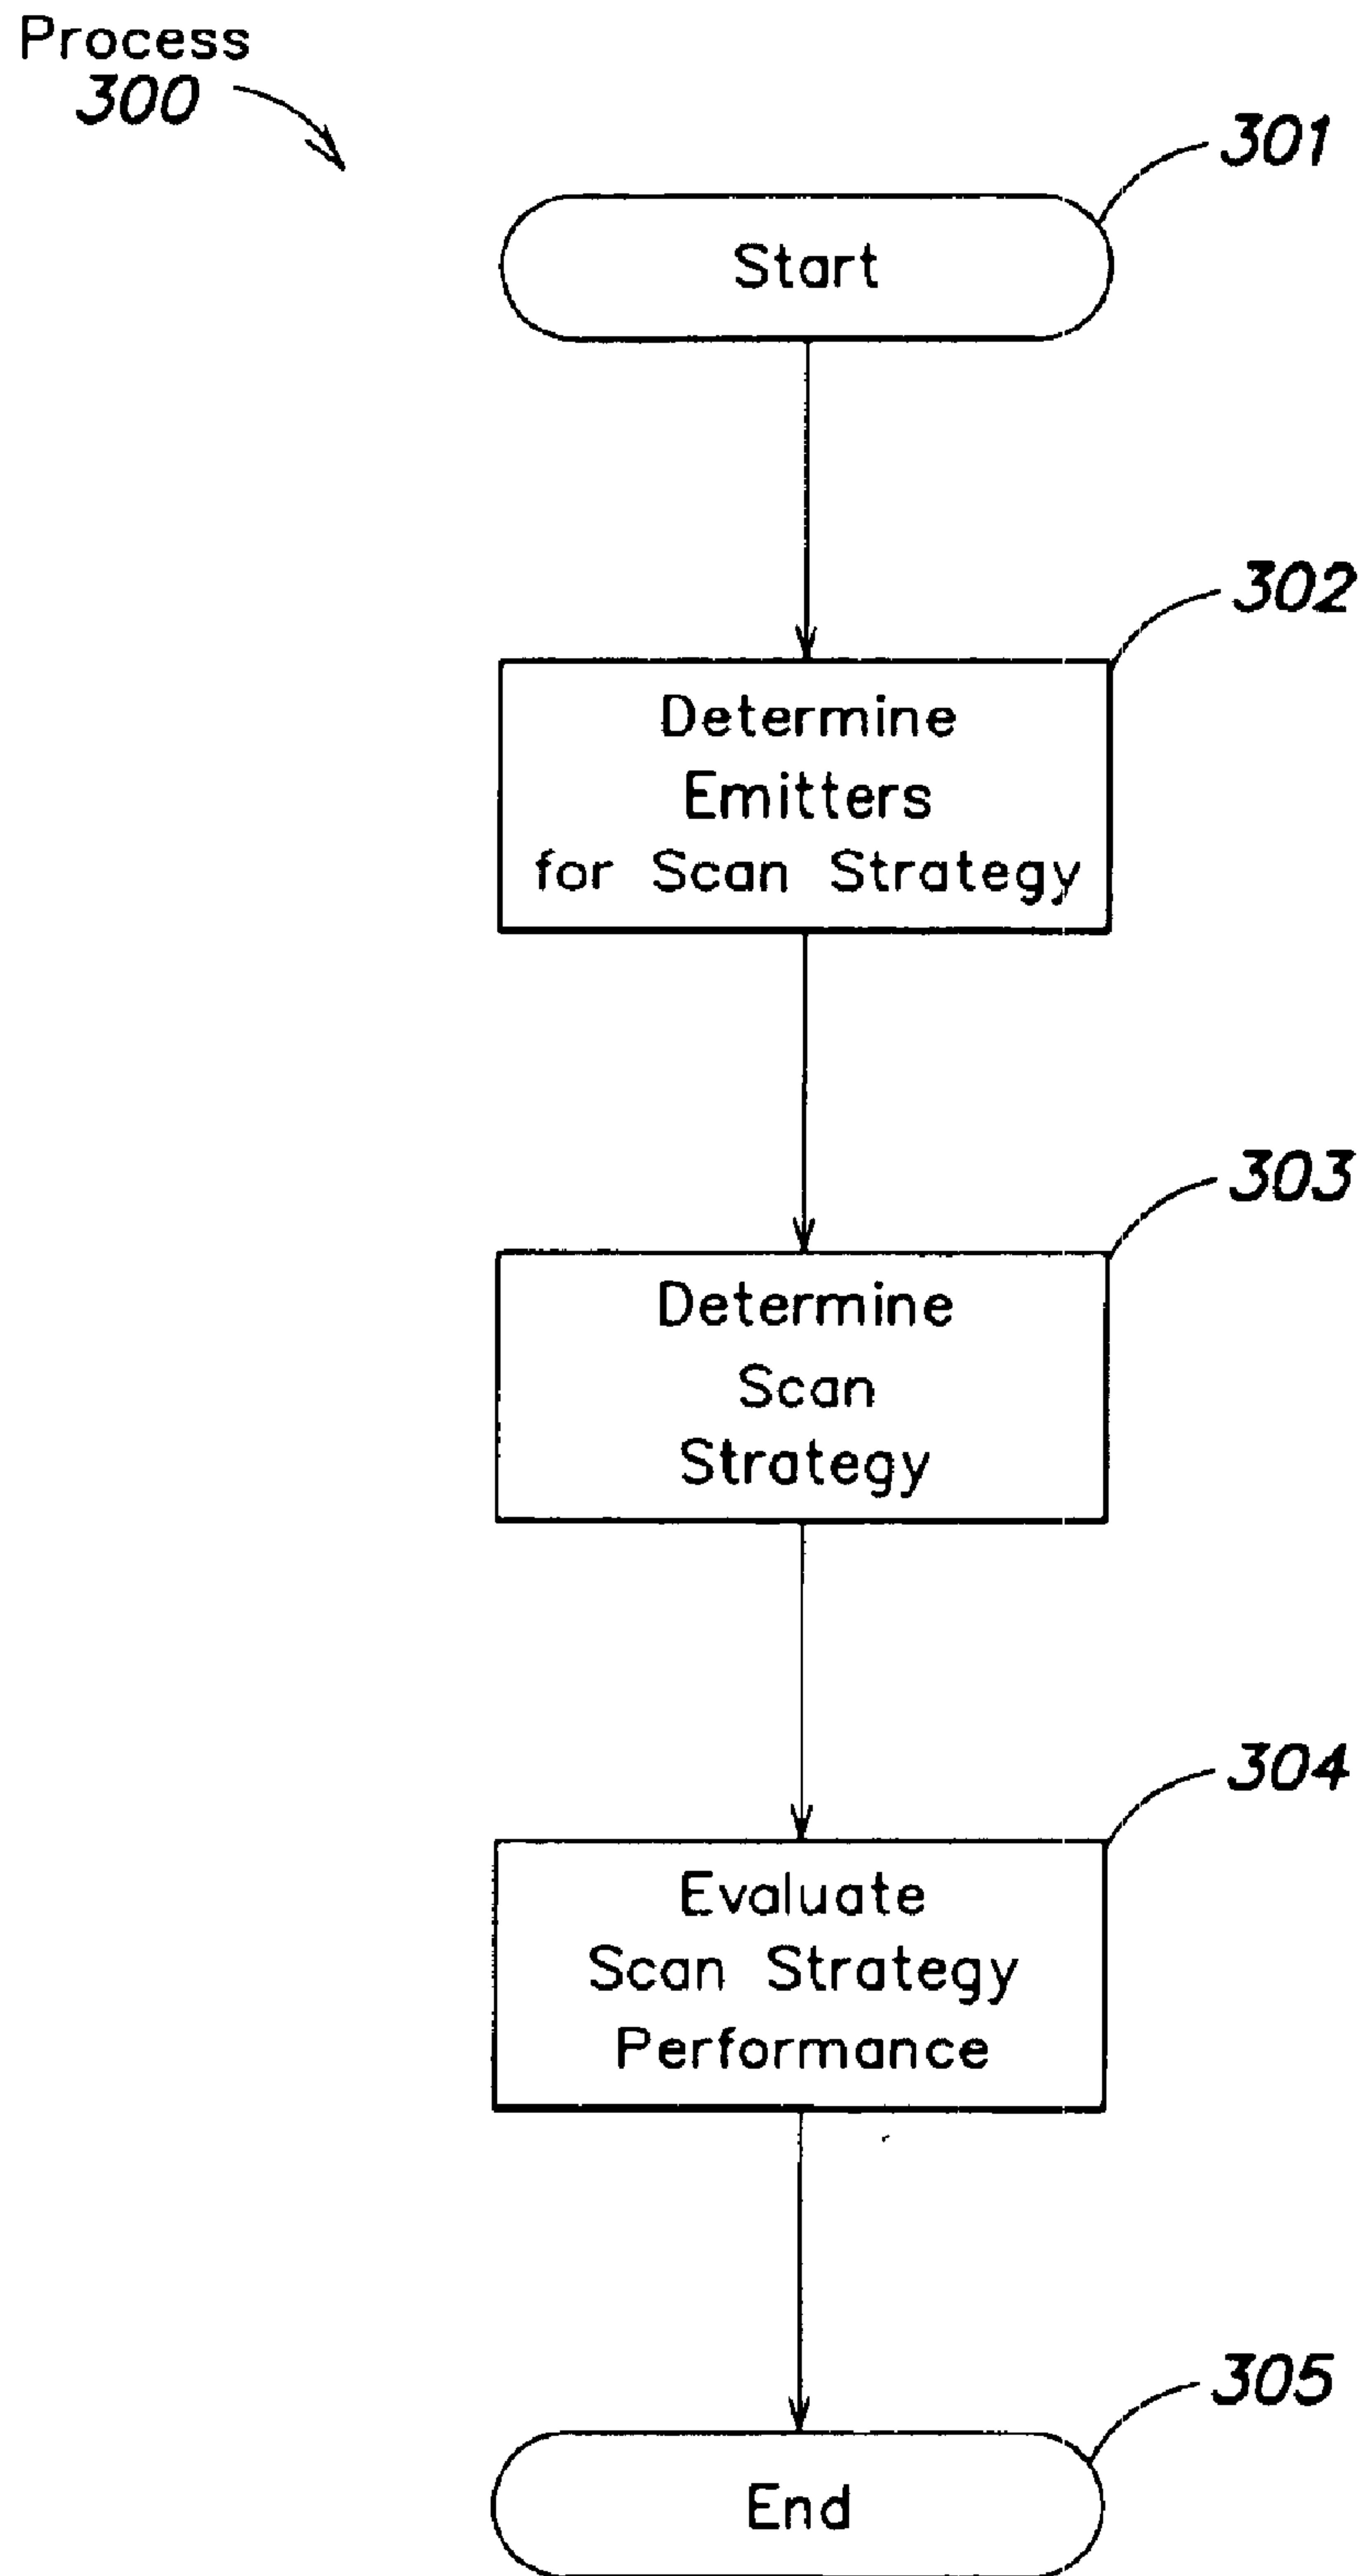 Process
300
301
Start
302
Determine
Emitters
for Scan Strategy
303
Determine
Scan
Strategy
304
Evaluate
Scan Strategy
Performance
305
End